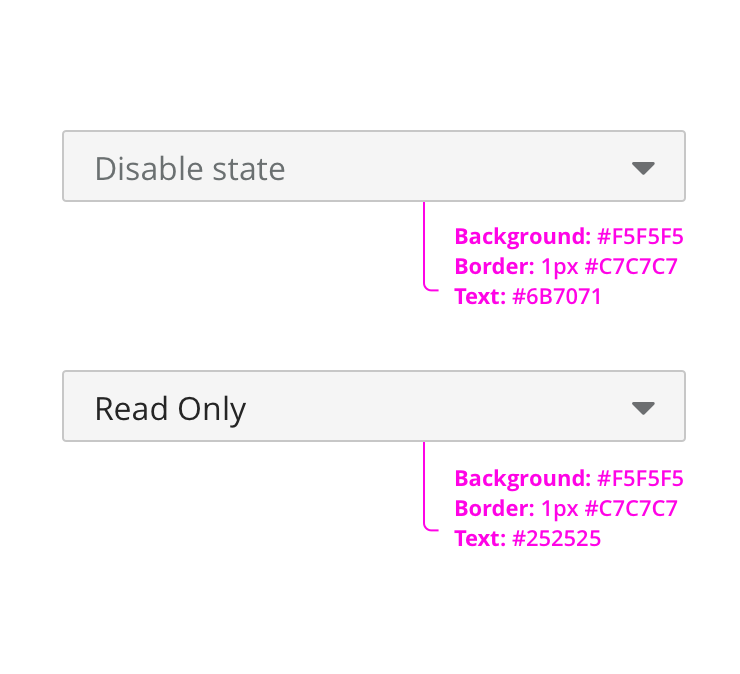 Disable state
Background: #F5F5F5
Border: 1px #C7C7C7
Text: #6B7071
Read Only
Background: #F5F5F5
Border: 1px #C7C7C7
Text: #252525